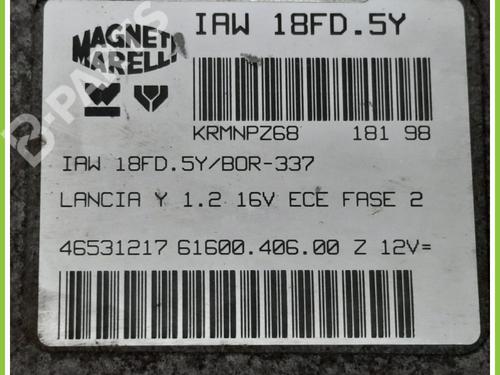 MAGNETI
MARELLI
IAW 18FD.5Y
KRMNPZ68 181 98
IAW 18FD.5Y/BOR-337
LANCIA Y 1.2 16V ECE FASE 2
46531217 61600.406.00 Z 12V=
B-PARTS